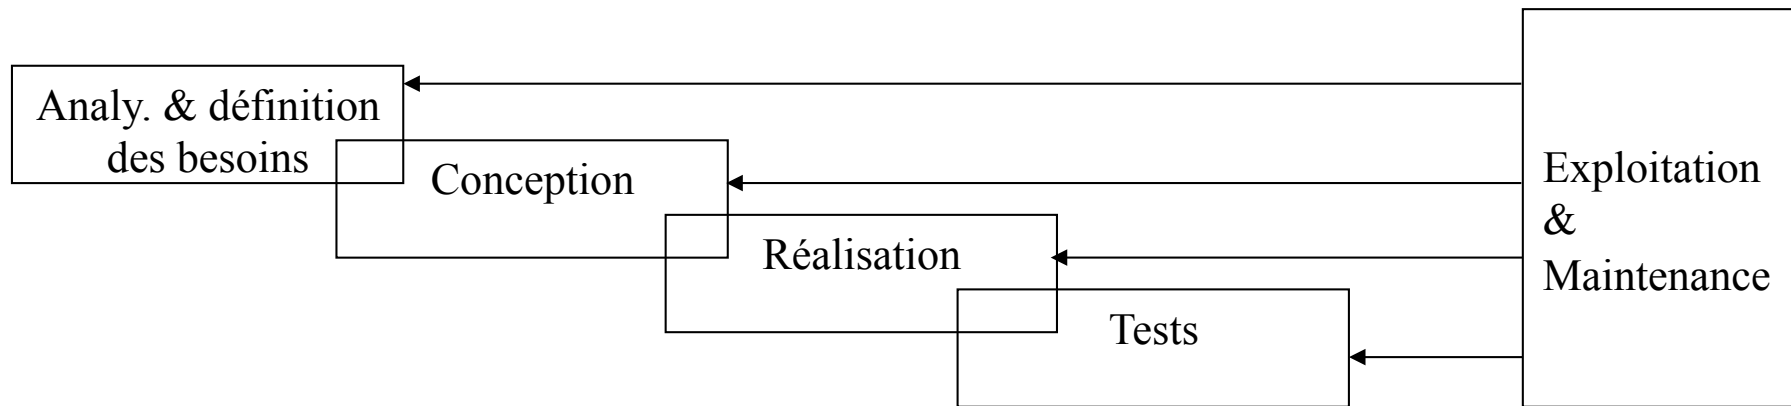 Analy. & définition
des besoins
Conception
Réalisation
Tests
Exploitation
&
Maintenance